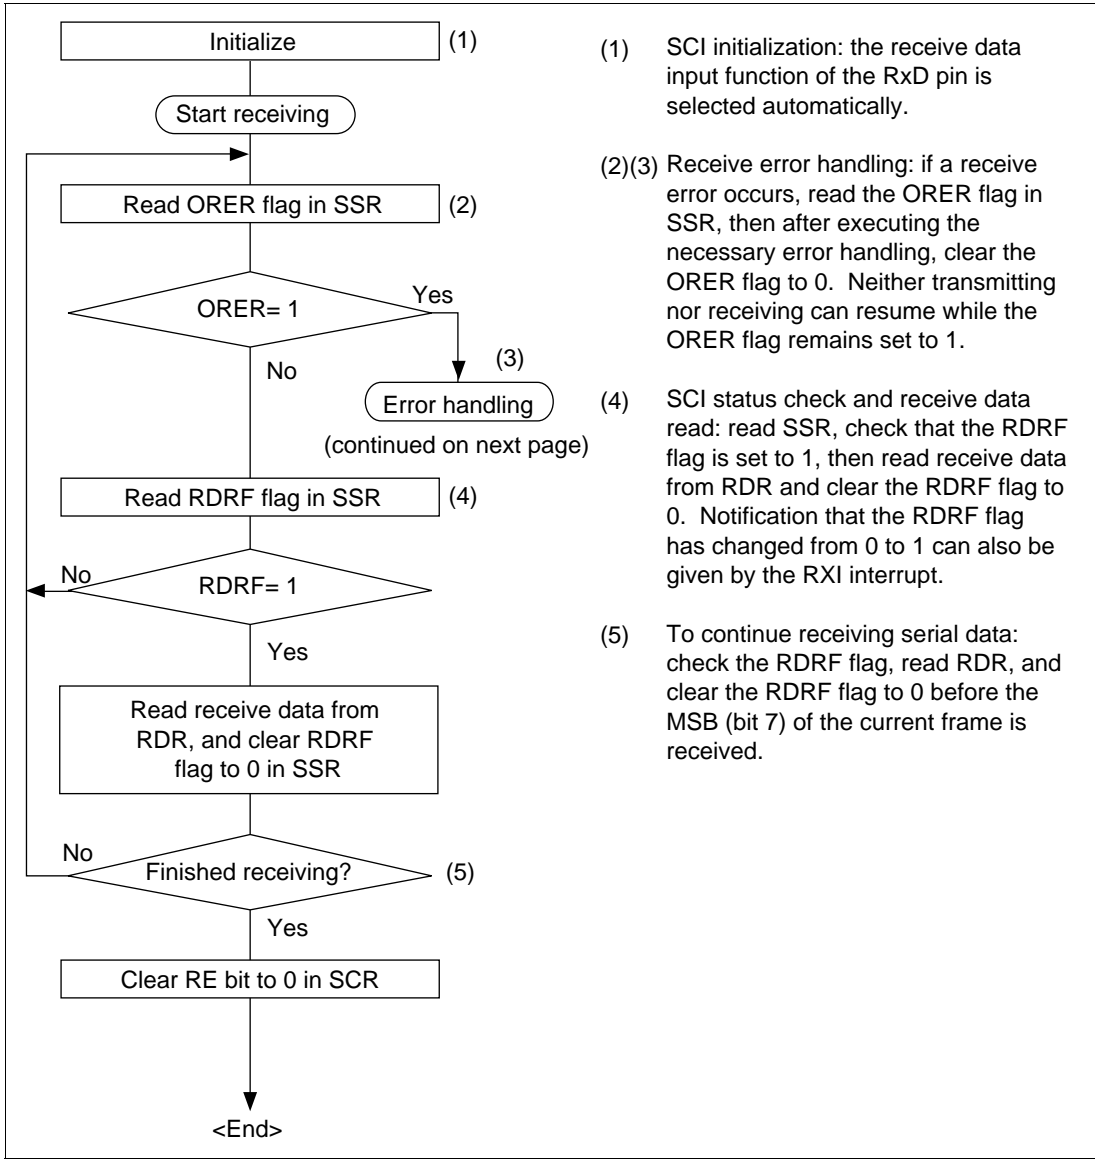 Initialize
(1)
Start receiving
Read ORER flag in SSR
(2)
ORER= 1
Yes
No
(3)
Error handling
(continued on next page)
Read RDRF flag in SSR
(4)
No
RDRF= 1
Yes
Read receive data from
RDR, and clear RDRF
flag to 0 in SSR
No
Finished receiving?
(5)
Yes
Clear RE bit to 0 in SCR
<End>
(1) SCI initialization: the receive data
input function of the RxD pin is
selected automatically.
(2)(3) Receive error handling: if a receive
error occurs, read the ORER flag in
SSR, then after executing the
necessary error handling, clear the
ORER flag to 0. Neither transmitting
nor receiving can resume while the
ORER flag remains set to 1.
(4) SCI status check and receive data
read: read SSR, check that the RDRF
flag is set to 1, then read receive data
from RDR and clear the RDRF flag to
0. Notification that the RDRF flag
has changed from 0 to 1 can also be
given by the RXI interrupt.
(5) To continue receiving serial data:
check the RDRF flag, read RDR, and
clear the RDRF flag to 0 before the
MSB (bit 7) of the current frame is
received.